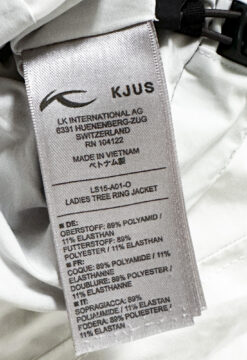 KJUS
LK INTERNATIONAL AG
6331 HUENENBERG-ZUG
SWITZERLAND
RN 104122
MADE IN VIETNAM
ベトナム製
LS15-A01-O
LADIES TREE RING JACKET
■ DE:
OBERSTOFF: 89% POLYAMID /
11% ELASTHAN
FUTTERSTOFF: 89%
POLYESTER / 11% ELASTHAN
■ FR:
COQUE: 89% POLYAMIDE /
11% ELASTHANNE
DOUBLURE: 89% POLYESTER /
11% ELASTHANNE
■ IT:
SOPRAGIACCA: 89%
POLIAMMIDE / 11% ELASTAN
FODERA: 89% POLIESTERE /
11% ELASTAN